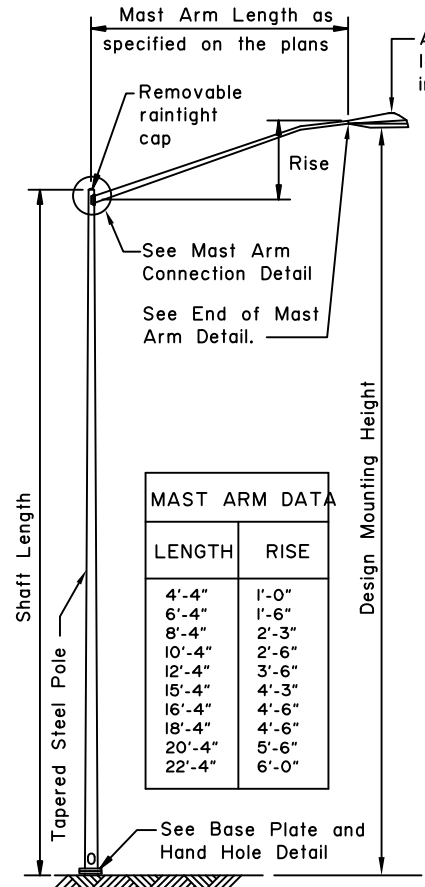 Mast Arm Length as
specified on the plans
A
Removable
raintight
cap
Rise
See Mast Arm
Connection Detail
See End of Mast
Arm Detail.
Shaft Length
Tapered Steel Pole
Design Mounting Height
MAST ARM DATA
LENGTH RISE
4'-4" 1'-0"
6'-4" 1'-6"
8'-4" 2'-3"
10'-4" 2'-6"
12'-4" 3'-6"
15'-4" 4'-3"
16'-4" 4'-6"
18'-4" 4'-6"
20'-4" 5'-6"
22'-4" 6'-0"
See Base Plate and
Hand Hole Detail